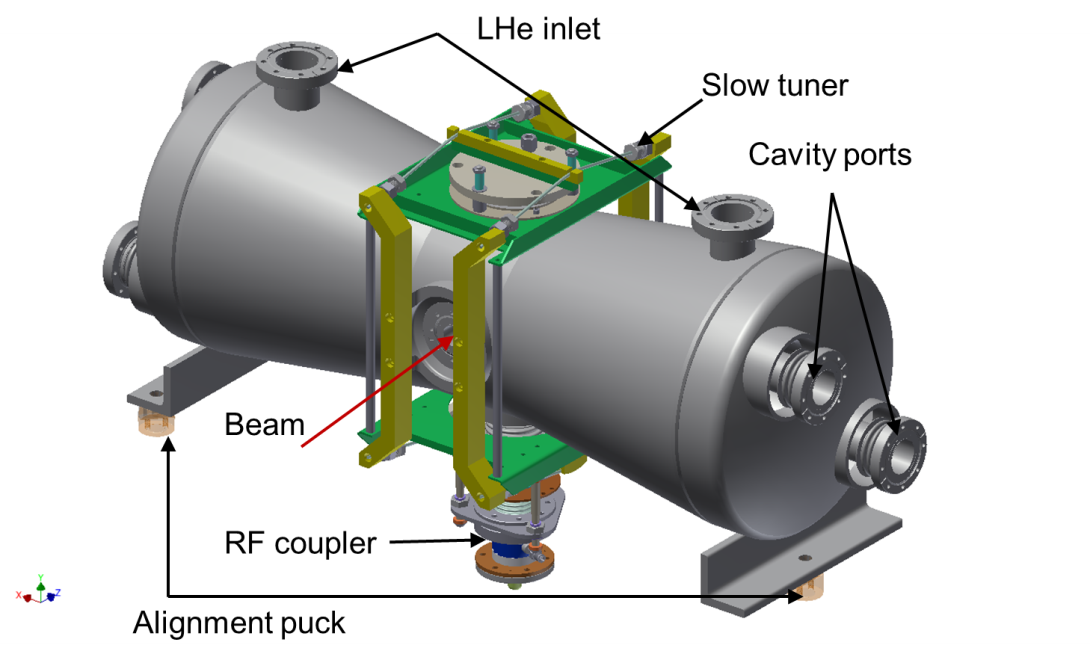 LHe inlet
Slow tuner
Cavity ports
Beam
RF coupler
Alignment puck
Y
X
Z